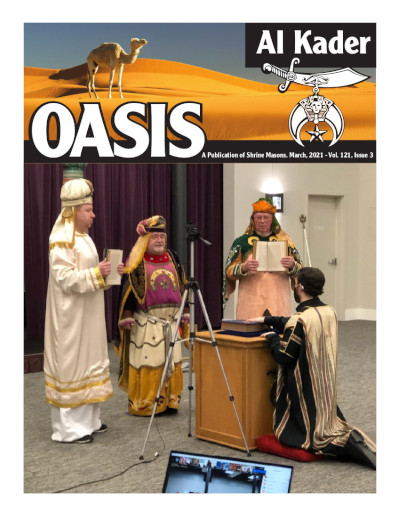 Al Kader
OASIS
A Publication of Shrine Masons. March, 2021 - Vol. 121, Issue 3